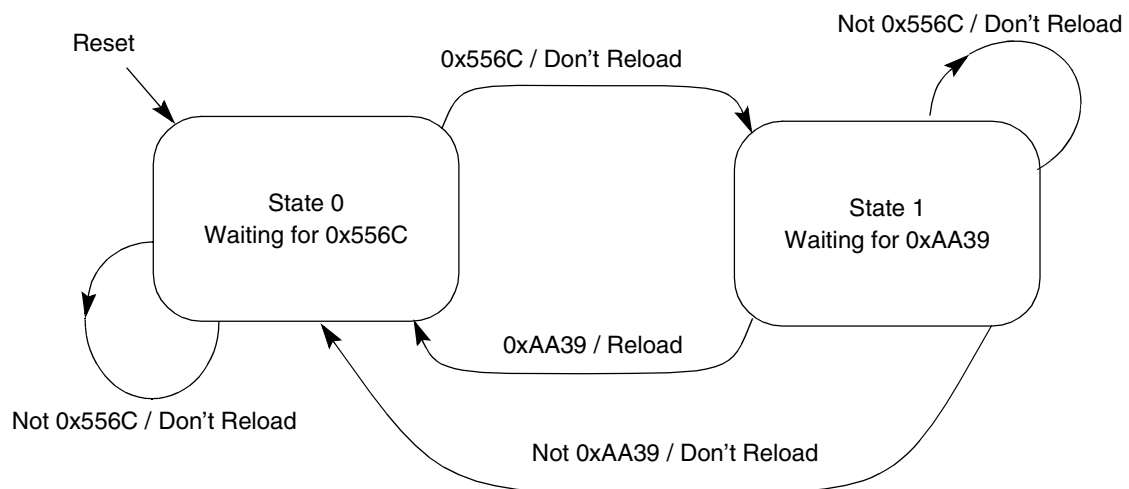 Reset
0x556C / Don't Reload
Not 0x556C / Don't Reload
State 0
Waiting for 0x556C
State 1
Waiting for 0xAA39
0xAA39 / Reload
Not 0x556C / Don't Reload
Not 0xAA39 / Don't Reload